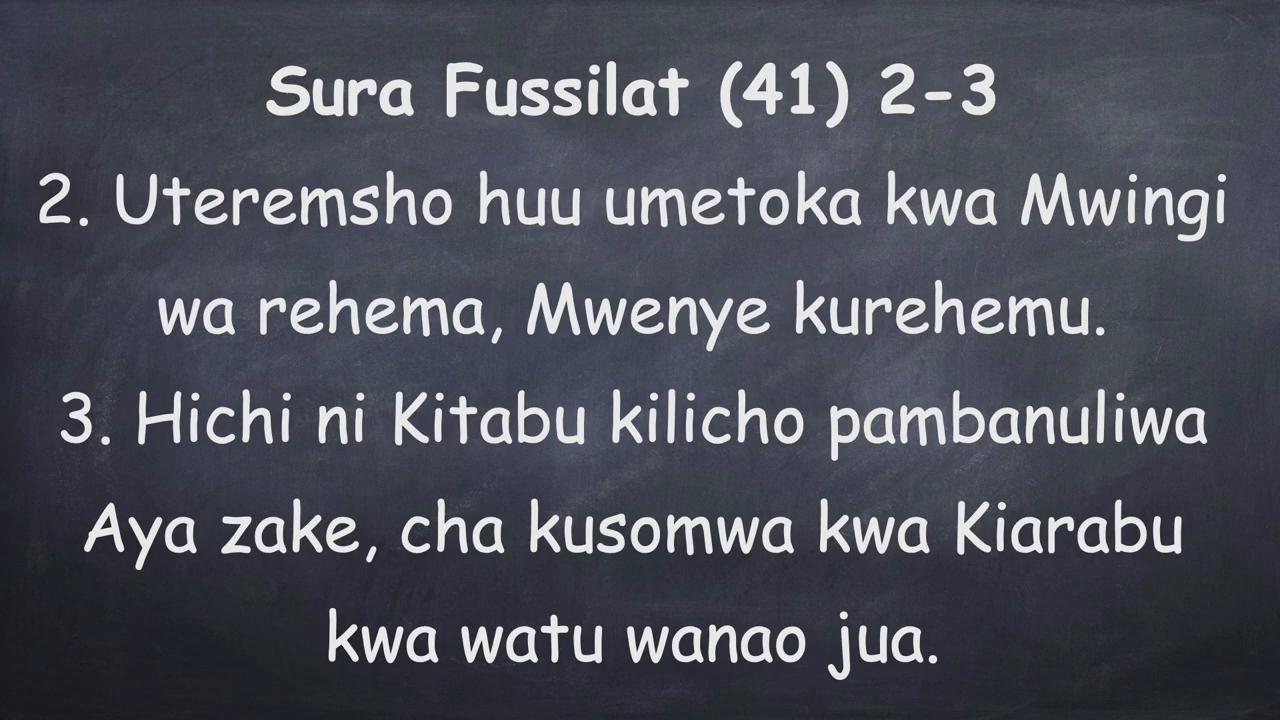 Sura Fussilat (41) 2-3
2. Uteremsho huu umetoka kwa Mwingi
wa rehema, Mwenye kurehemu.
3. Hichi ni Kitabu kilicho pambanuliwa
Aya zake, cha kusomwa kwa Kiarabu
kwa watu wanao jua.